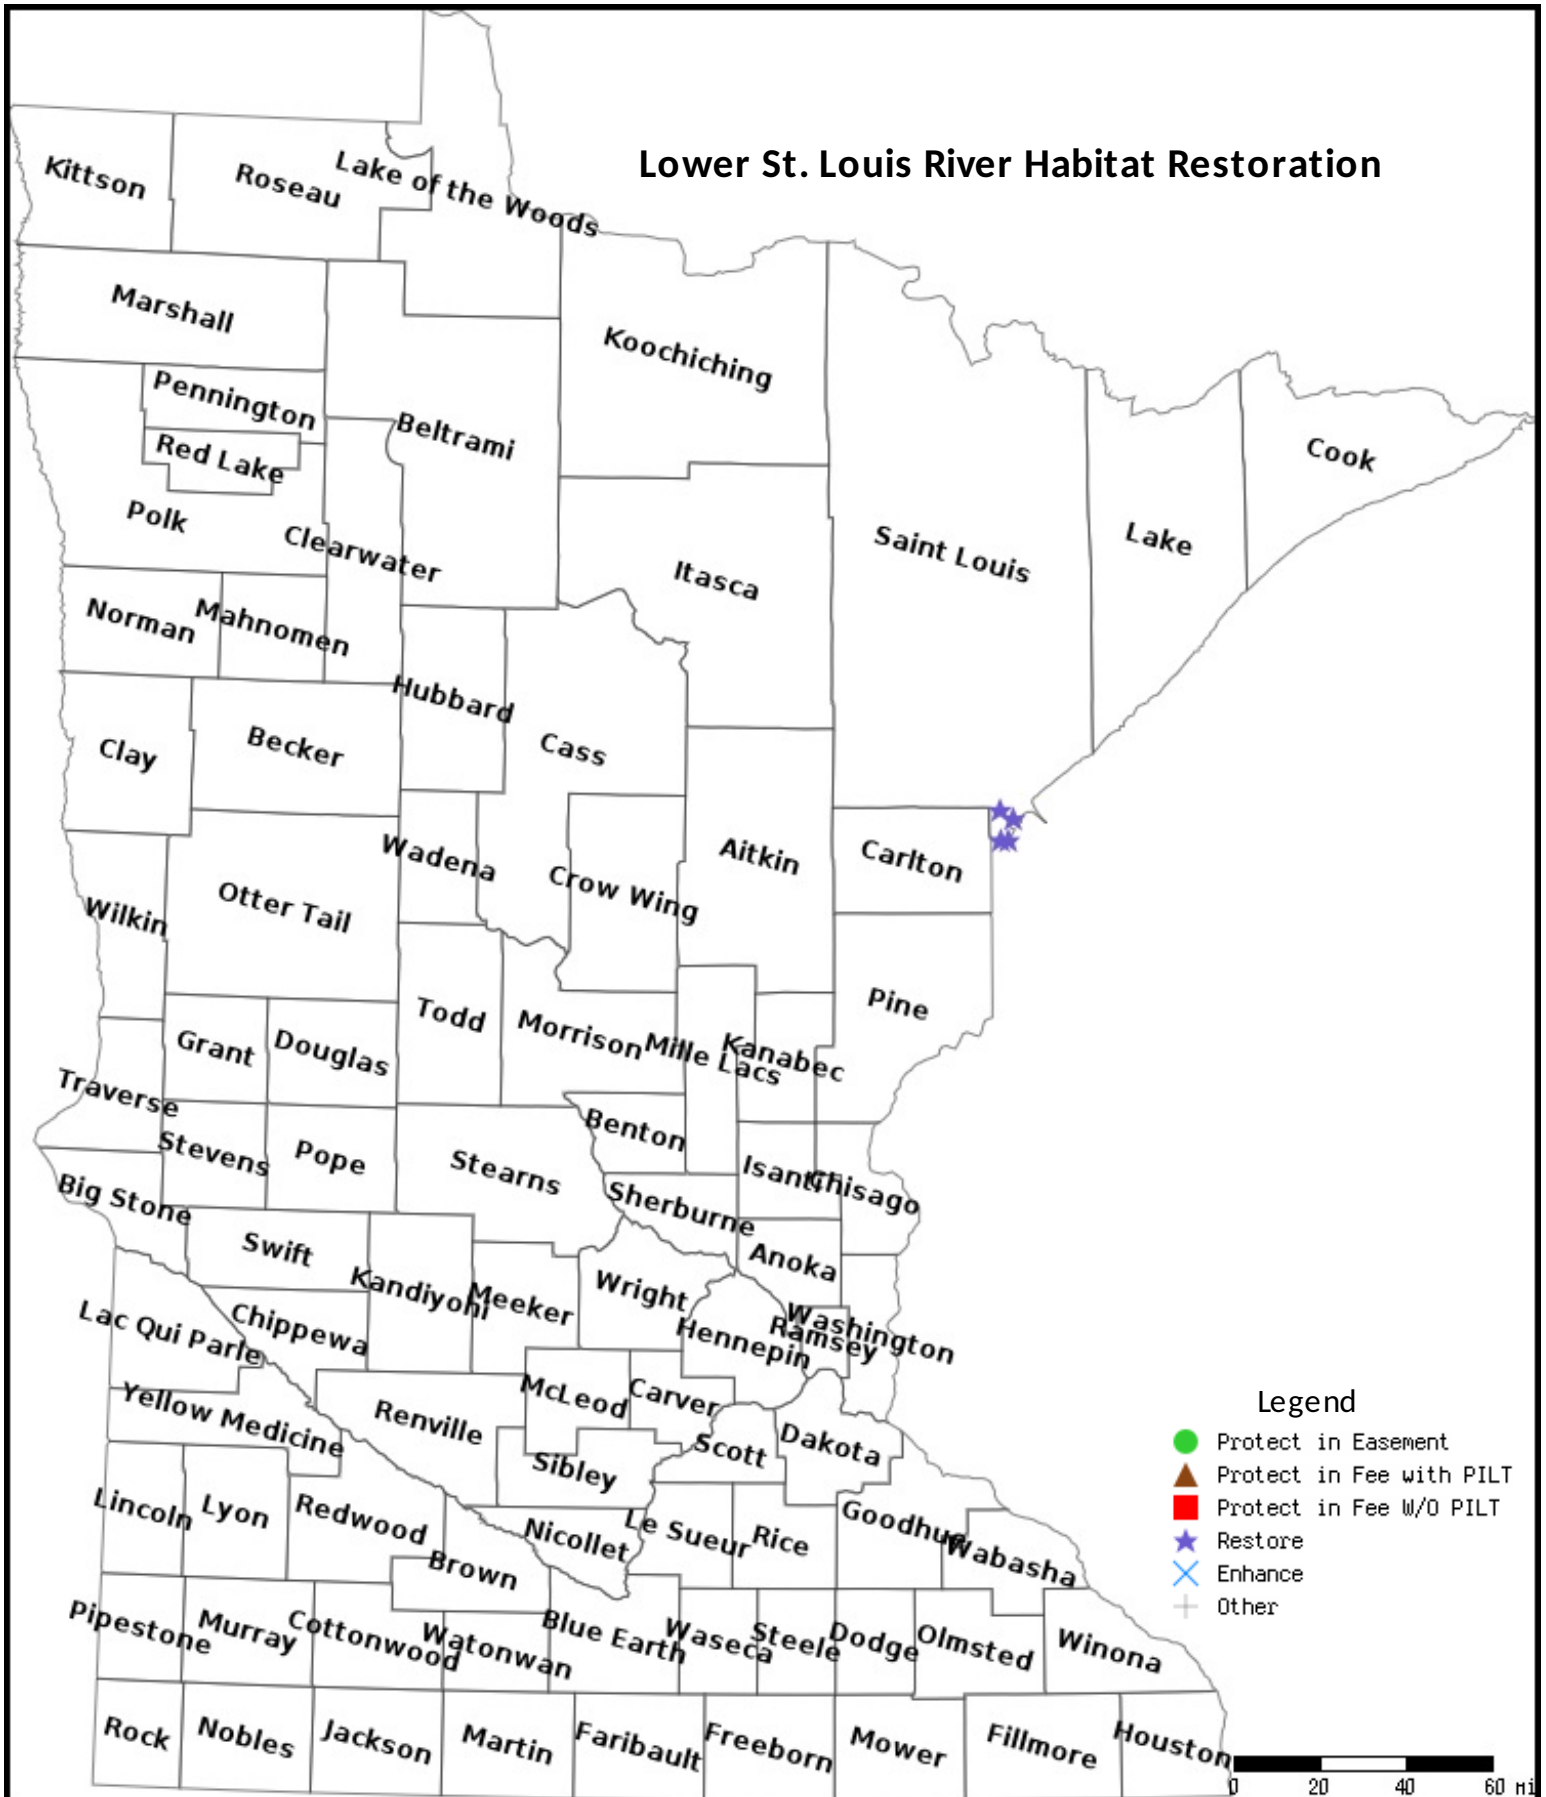 Lower St. Louis River Habitat Restoration
Kittson
Roseau
Lake of the Woods
Marshall
Koochiching
Pennington
Beltrami
Red Lake
Cook
Polk
Clearwater
Saint Louis
Lake
Itasca
Norman
Mahnomen
Hubbard
Clay
Becker
Cass
Wadena
Aitkin
Carlton
Otter Tail
Crow Wing
Wilkin
Pine
Todd
Morrison
Grant
Douglas
Mille Lacs
Kanabec
Traverse
Stevens
Pope
Benton
Stearns
Isanti
Chisago
Big Stone
Sherburne
Swift
Anoka
Kandiyohi
Meeker
Wright
Lac Qui Parle
Chippewa
Hennepin
Ramsey
Washington
McLeod
Carver
Yellow Medicine
Renville
Scott
Dakota
Sibley
Lincoln
Lyon
Redwood
Nicollet
Le Sueur
Rice
Goodhue
Wabasha
Brown
Pipestone
Murray
Cottonwood
Watonwan
Blue Earth
Waseca
Steele
Dodge
Olmsted
Winona
Rock
Nobles
Jackson
Martin
Faribault
Freeborn
Mower
Fillmore
Houston
Legend
Protect in Easement
Protect in Fee with PILT
Protect in Fee W/O PILT
Restore
Enhance
Other
0 20 40 60 mi